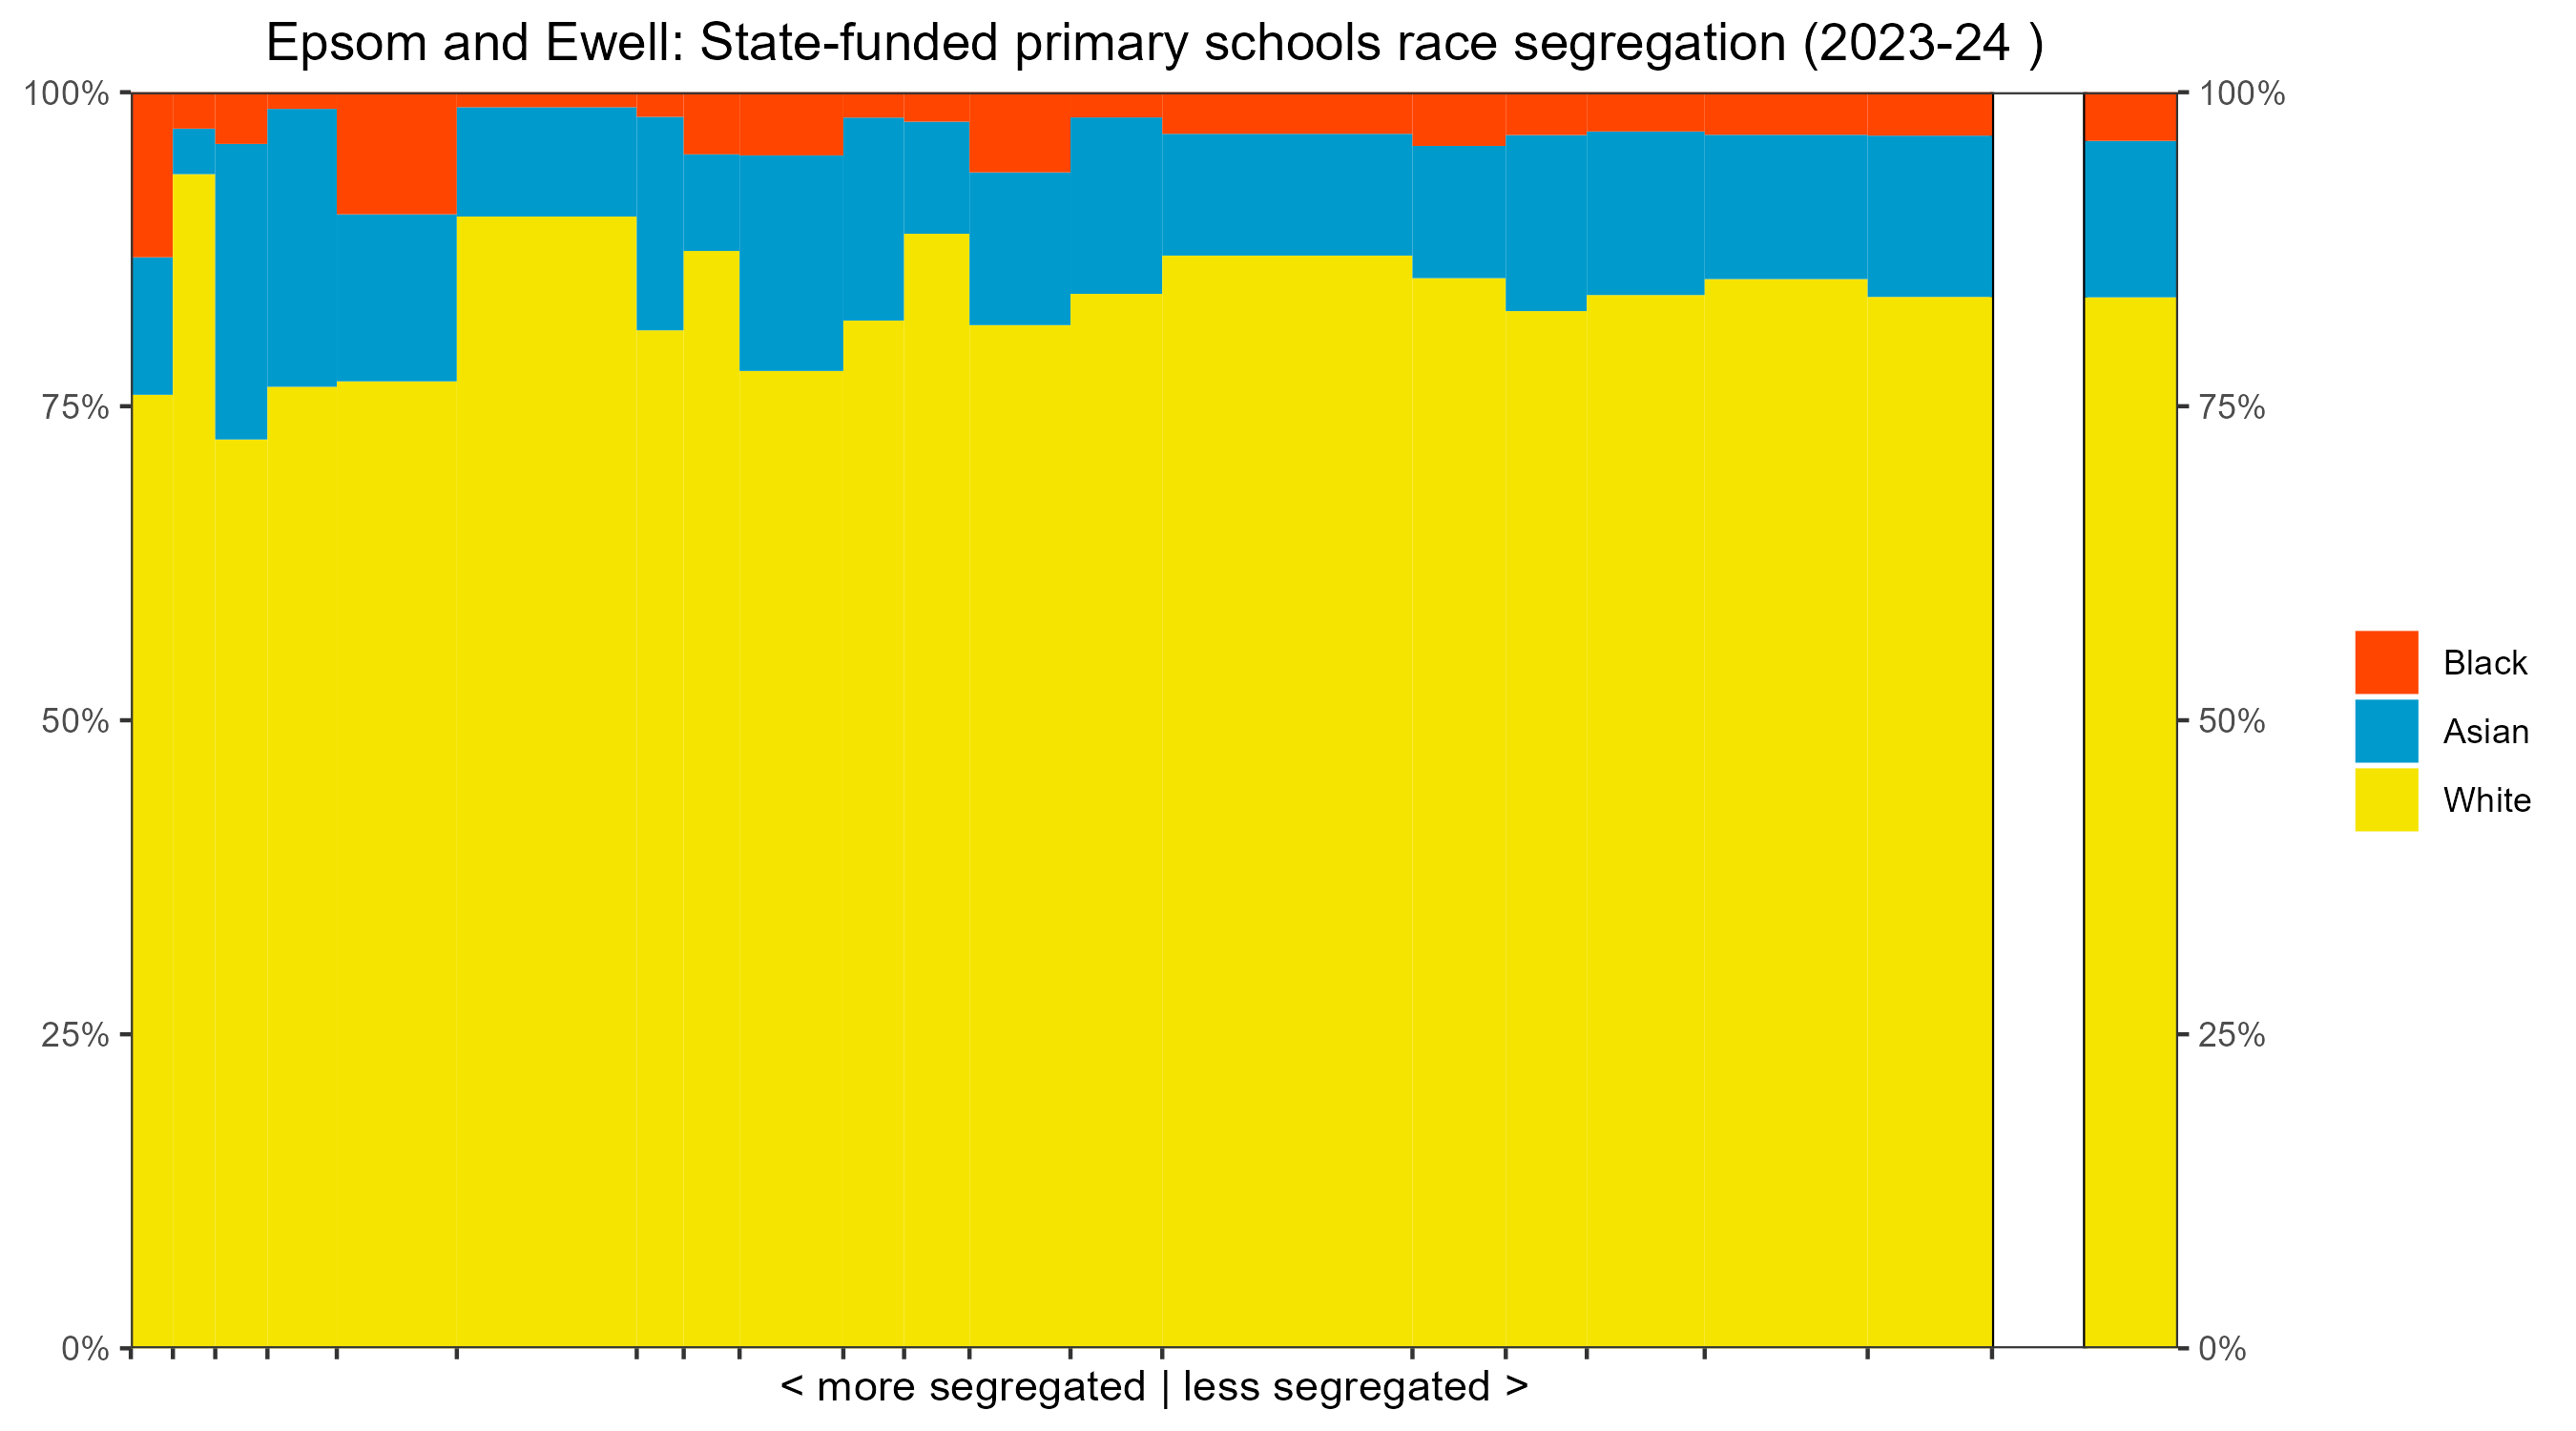 Epsom and Ewell: State-funded primary schools race segregation (2023-24 )
100%
75%
50%
25%
0%
100%
75%
50%
25%
0%
Black
Asian
White
< more segregated | less segregated >